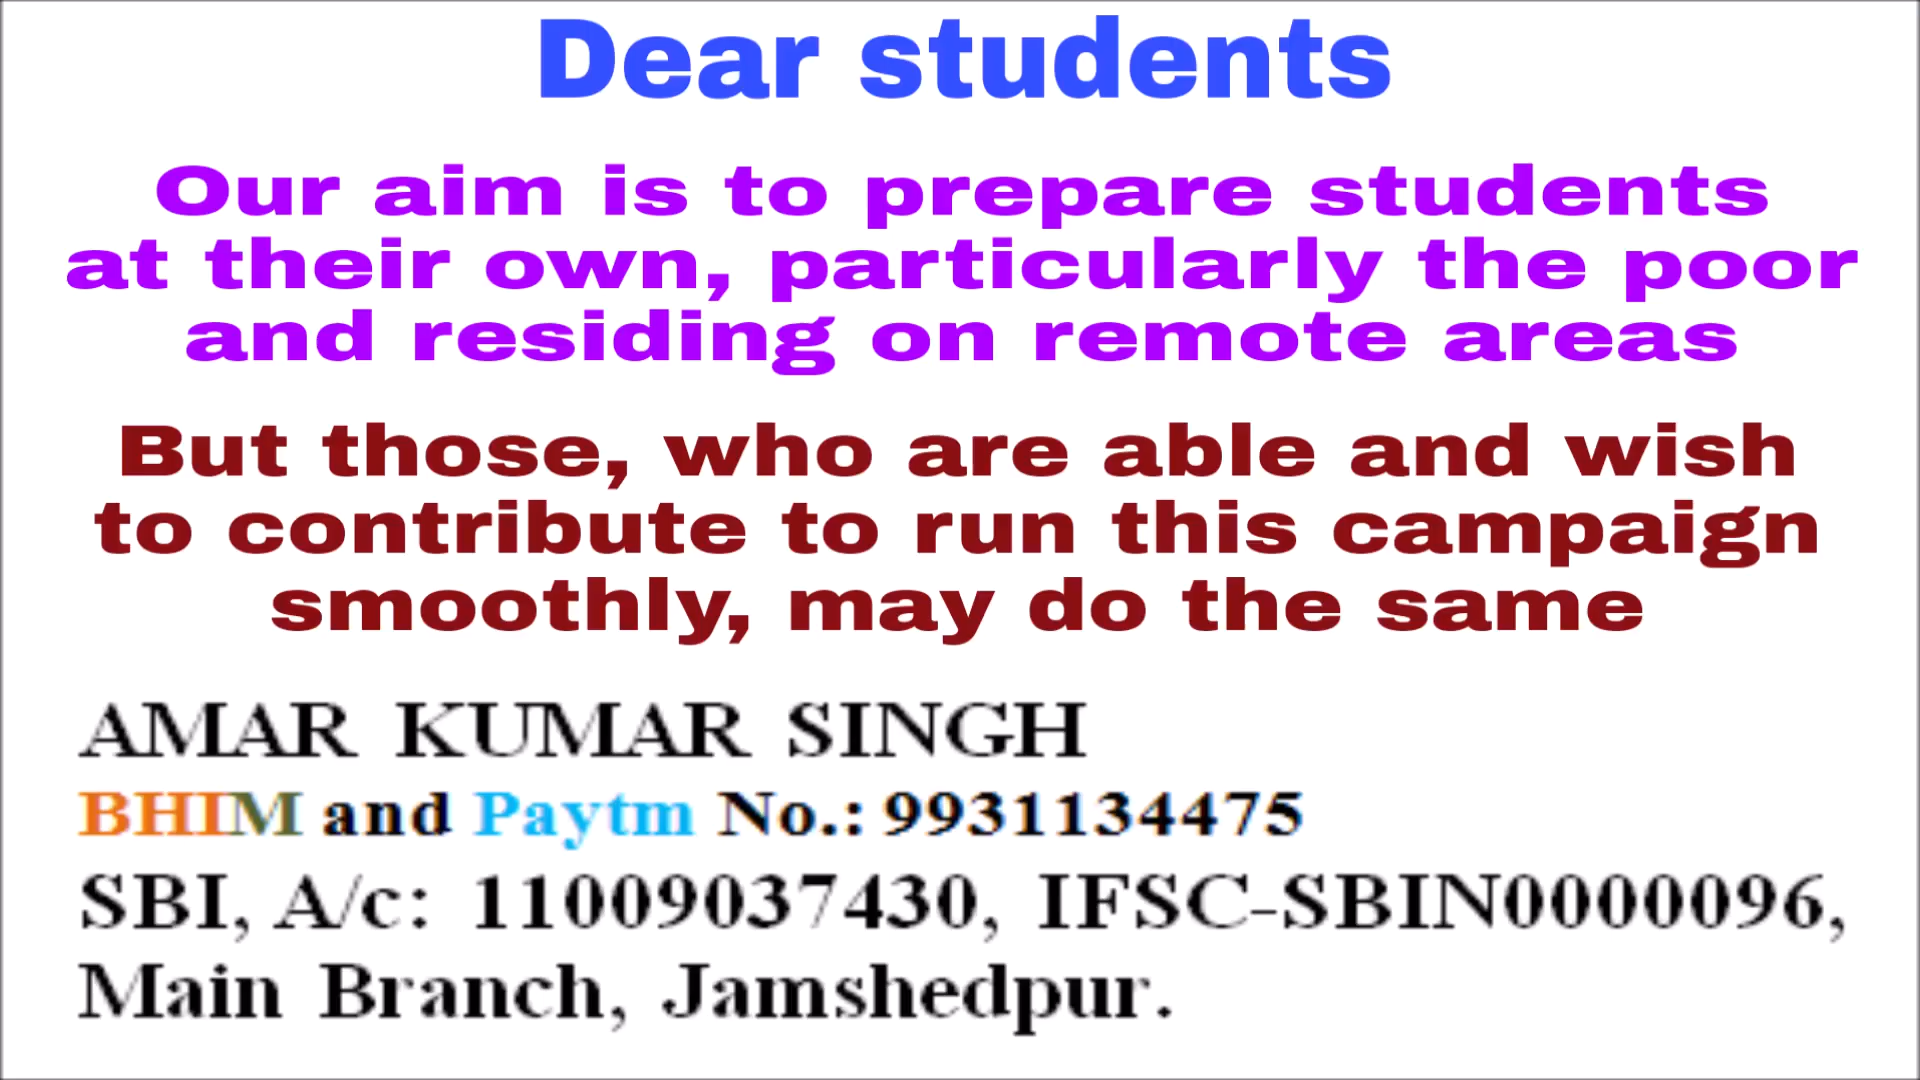 Dear students
Our aim is to prepare students
at their own, particularly the poor
and residing on remote areas
But those, who are able and wish
to contribute to run this campaign
smoothly, may do the same
AMAR KUMAR SINGH
BHIM and Paytm No.: 9931134475
SBI, A/c: 11009037430, IFSC-SBIN0000096,
Main Branch, Jamshedpur.